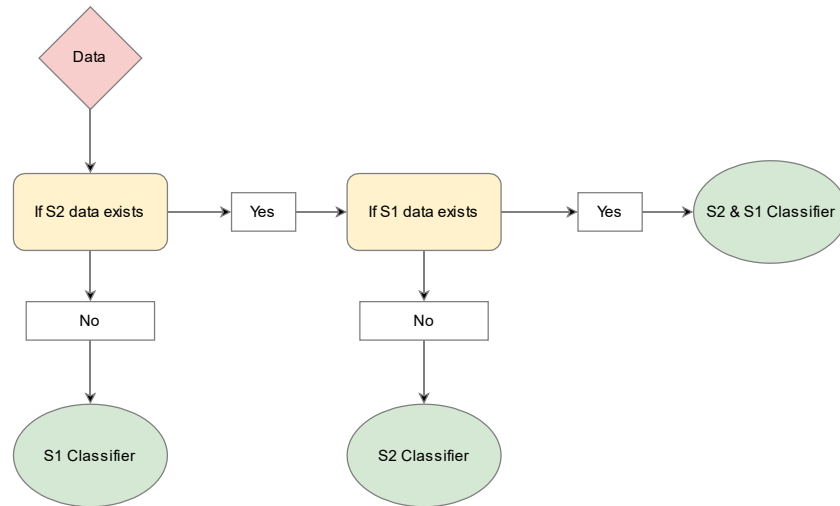 Data
If S2 data exists
Yes
If S1 data exists
Yes
S2 & S1 Classifier
No
No
S1 Classifier
S2 Classifier